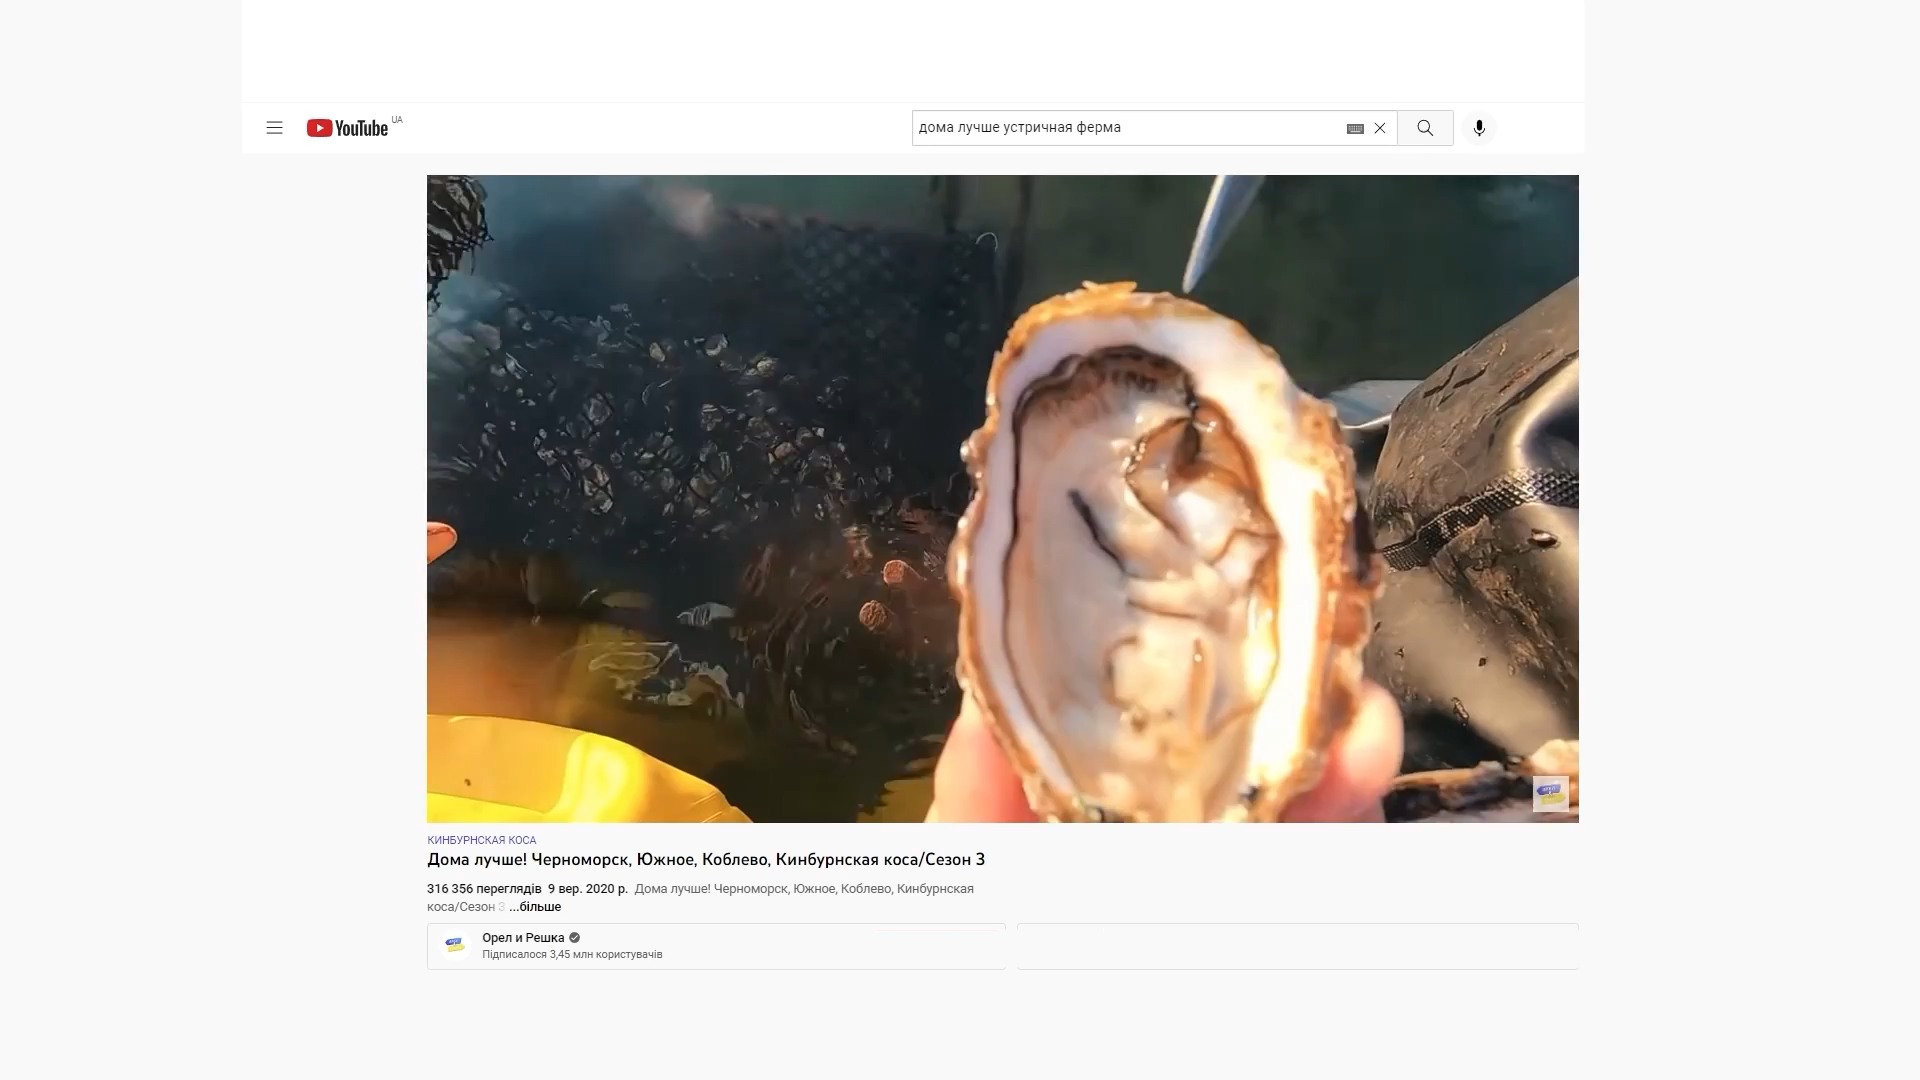 YouTube UA
дома лучше устричная ферма
КИНБУРНСКАЯ КОСА
Дома лучше! Черноморск, Южное, Коблево, Кинбурнская коса/Сезон 3
316 356 переглядів 9 вер. 2020 р. Дома лучше! Черноморск, Южное, Коблево, Кинбурнская
коса/Сезон 3 ...більше
Орел и Решка
Підписалося 3,45 млн користувачів